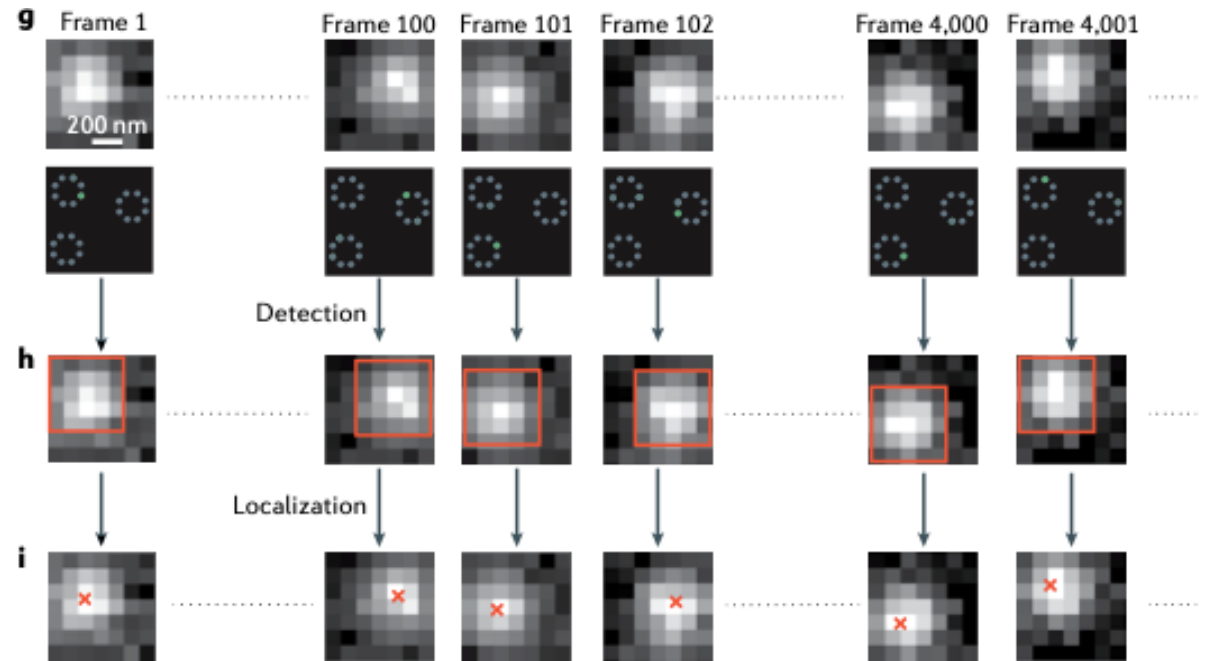 g
Frame 1
Frame 100
Frame 101
Frame 102
Frame 4,000
Frame 4,001
200 nm
Detection
h
Localization
i